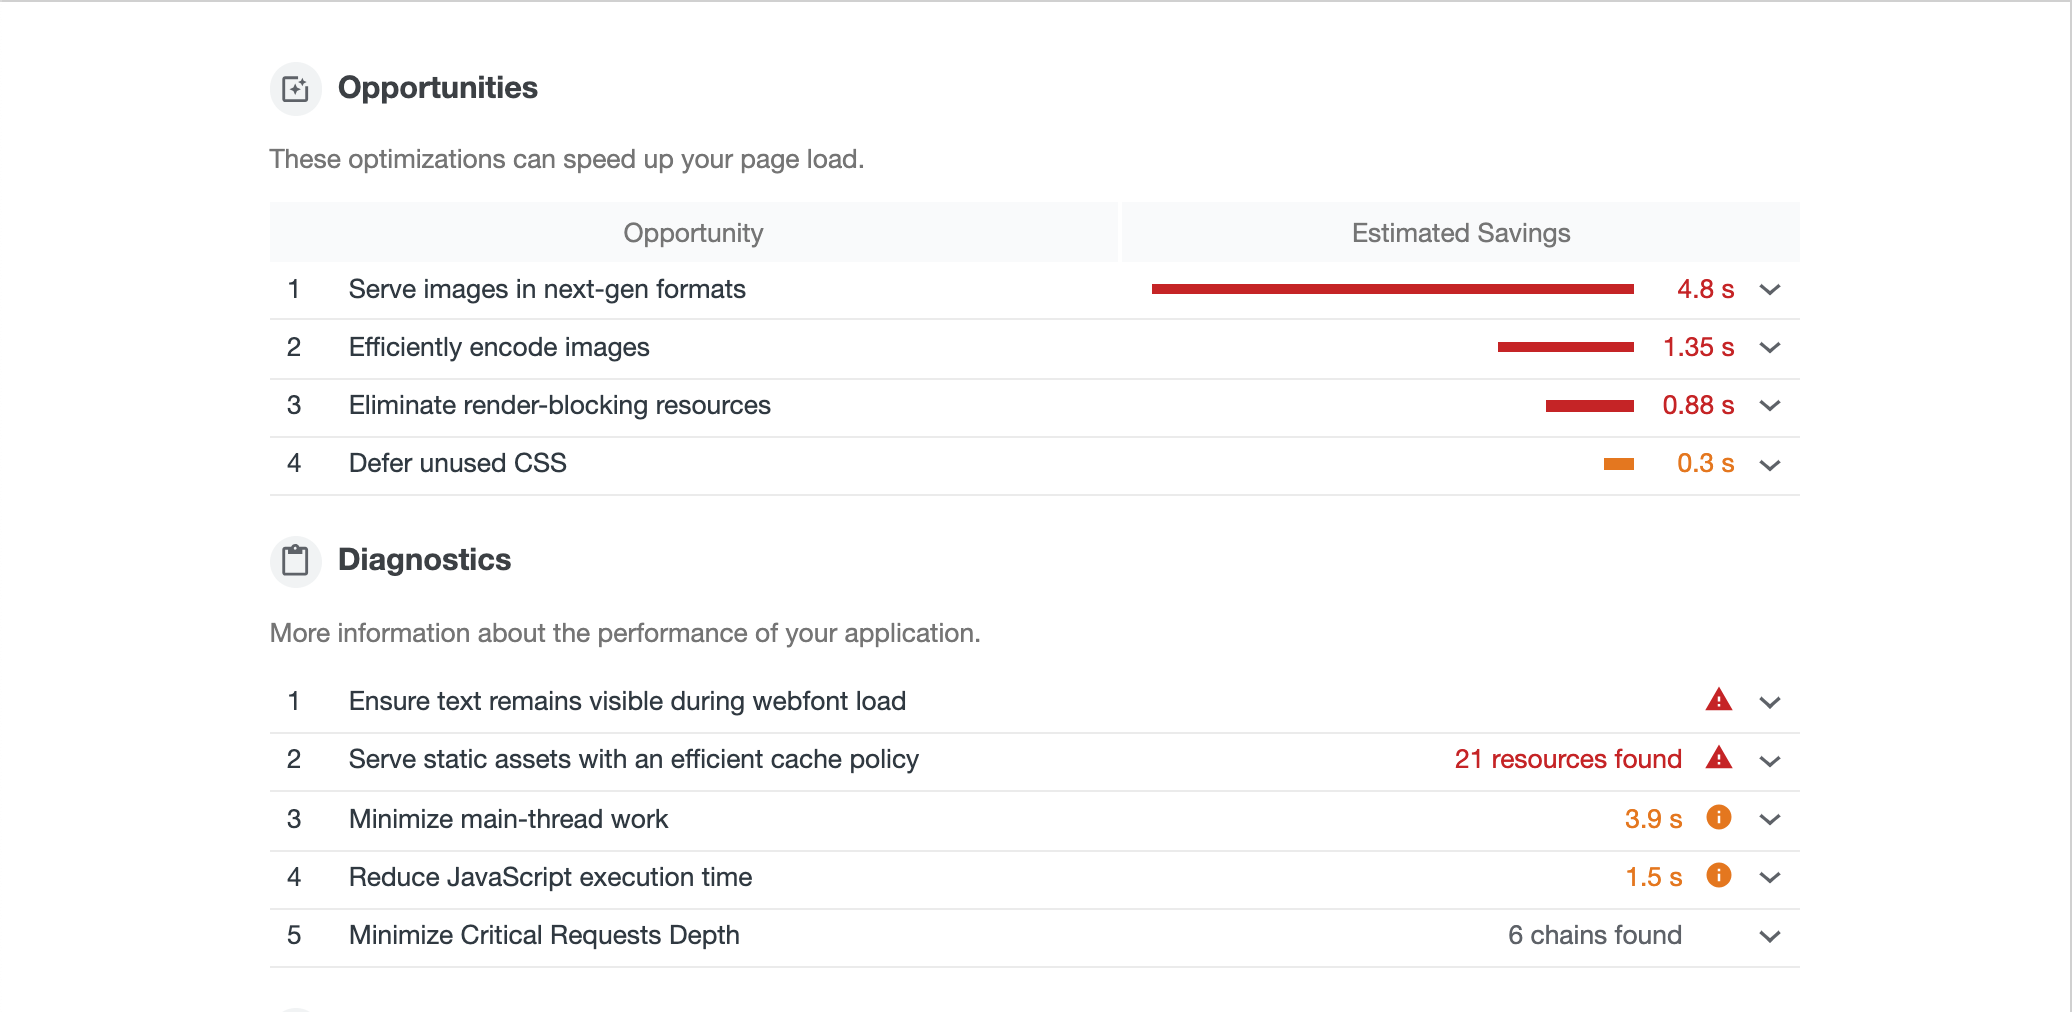 Opportunities
These optimizations can speed up your page load.
Opportunity Estimated Savings
1 Serve images in next-gen formats 4.8 s
2 Efficiently encode images 1.35 s
3 Eliminate render-blocking resources 0.88 s
4 Defer unused CSS 0.3 s
Diagnostics
More information about the performance of your application.
1 Ensure text remains visible during webfont load
2 Serve static assets with an efficient cache policy 21 resources found
3 Minimize main-thread work 3.9 s
4 Reduce JavaScript execution time 1.5 s
5 Minimize Critical Requests Depth 6 chains found